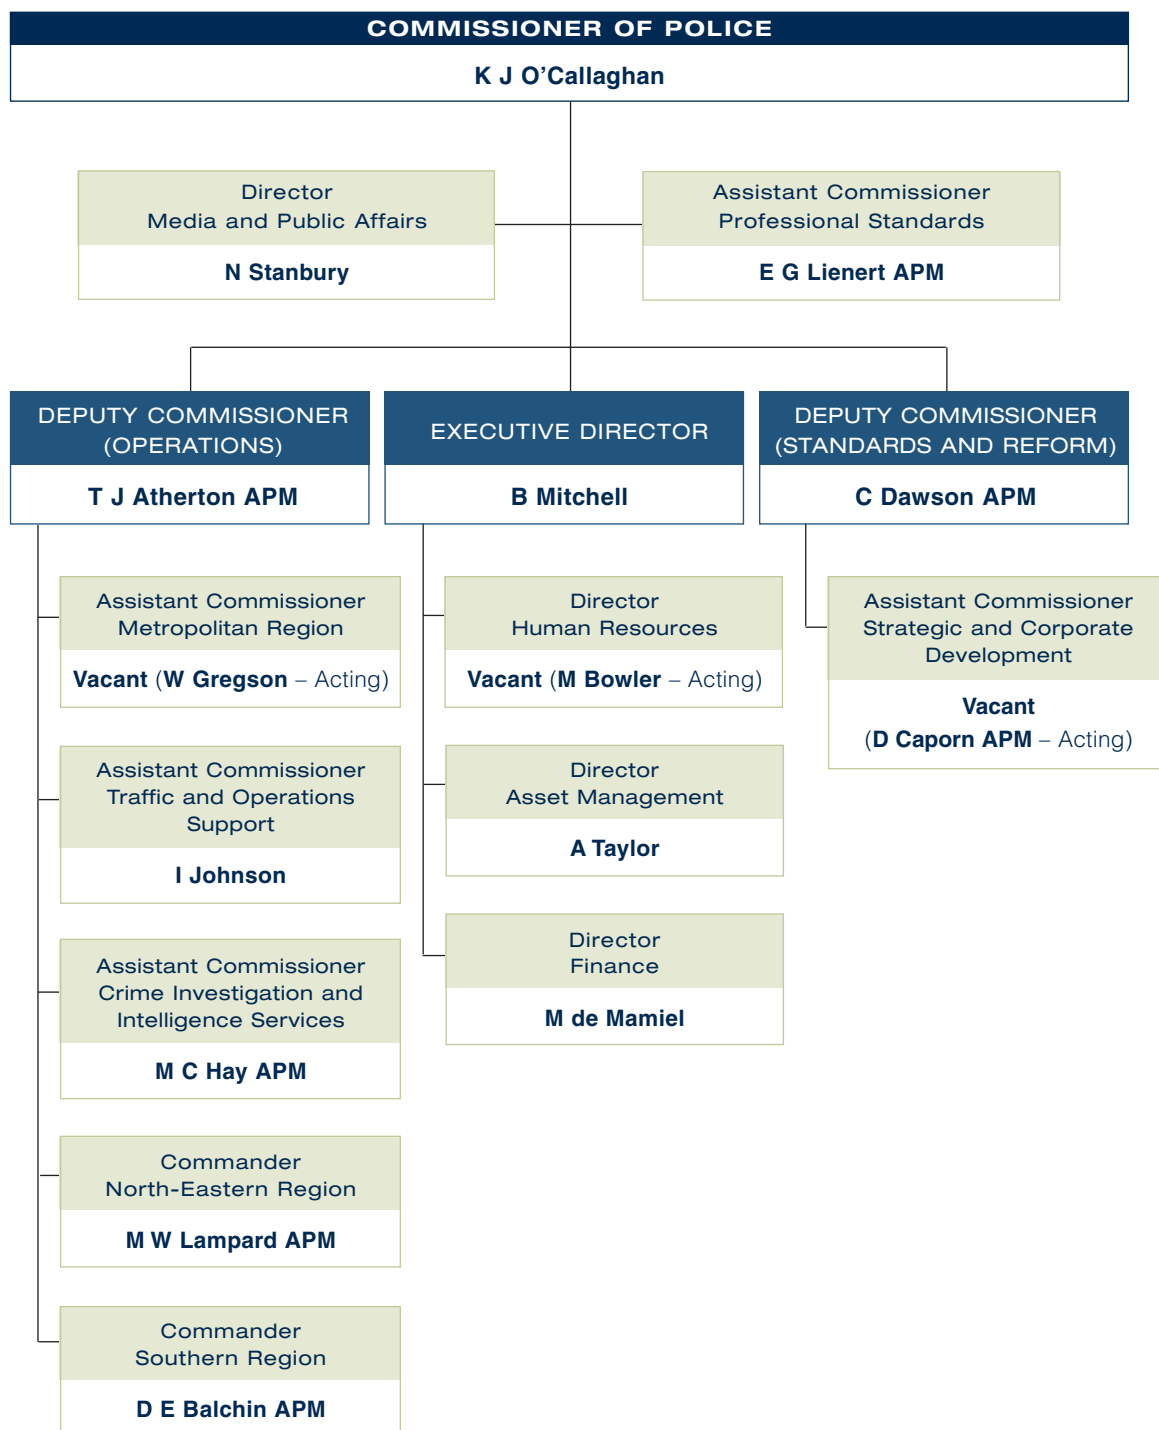 COMMISSIONER OF POLICE
K J O’Callaghan
Director
Media and Public Affairs
N Stanbury
Assistant Commissioner
Professional Standards
E G Lienert APM
DEPUTY COMMISSIONER
(OPERATIONS)
T J Atherton APM
EXECUTIVE DIRECTOR
B Mitchell
DEPUTY COMMISSIONER
(STANDARDS AND REFORM)
C Dawson APM
Assistant Commissioner
Metropolitan Region
Vacant (W Gregson – Acting)
Assistant Commissioner
Traffic and Operations
Support
I Johnson
Assistant Commissioner
Crime Investigation and
Intelligence Services
M C Hay APM
Commander
North-Eastern Region
M W Lampard APM
Commander
Southern Region
D E Balchin APM
Director
Human Resources
Vacant (M Bowler – Acting)
Director
Asset Management
A Taylor
Director
Finance
M de Mamiel
Assistant Commissioner
Strategic and Corporate
Development
Vacant
(D Caporn APM – Acting)